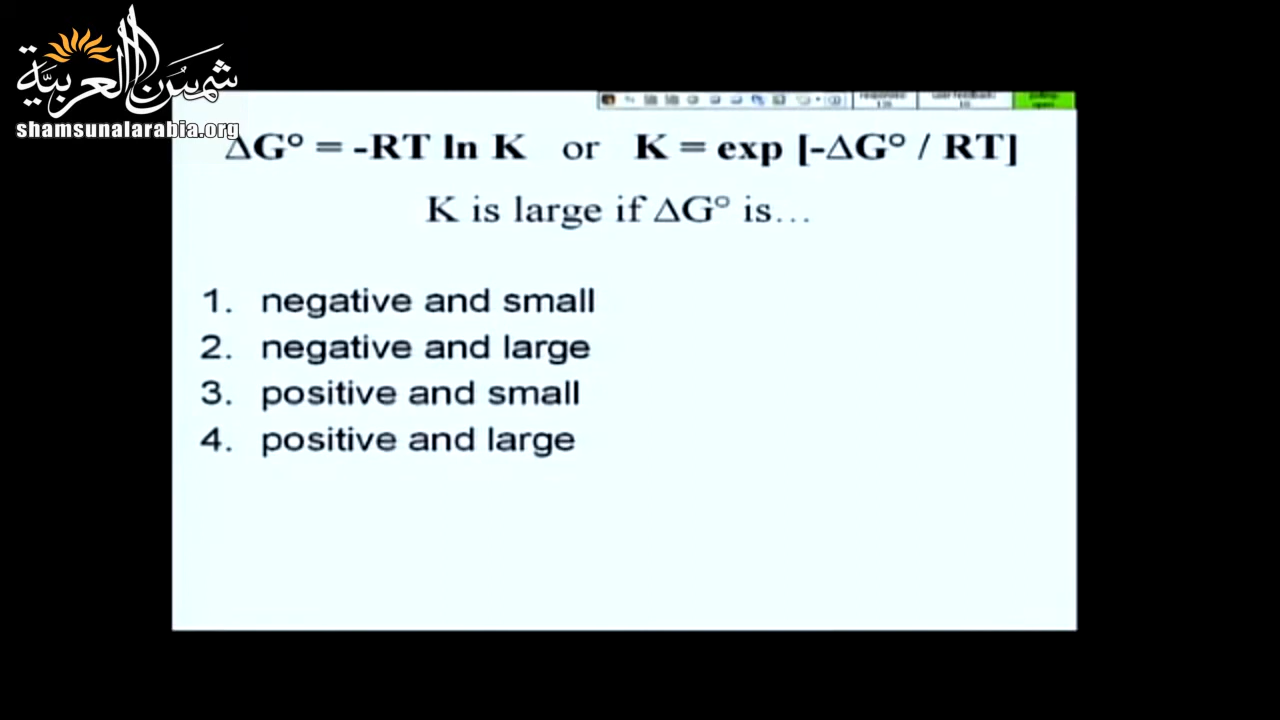 شمس العربية
shamsunalarabia.org
ΔG° = -RT ln K or K = exp [-ΔG° / RT]
K is large if ΔG° is…
1. negative and small
2. negative and large
3. positive and small
4. positive and large